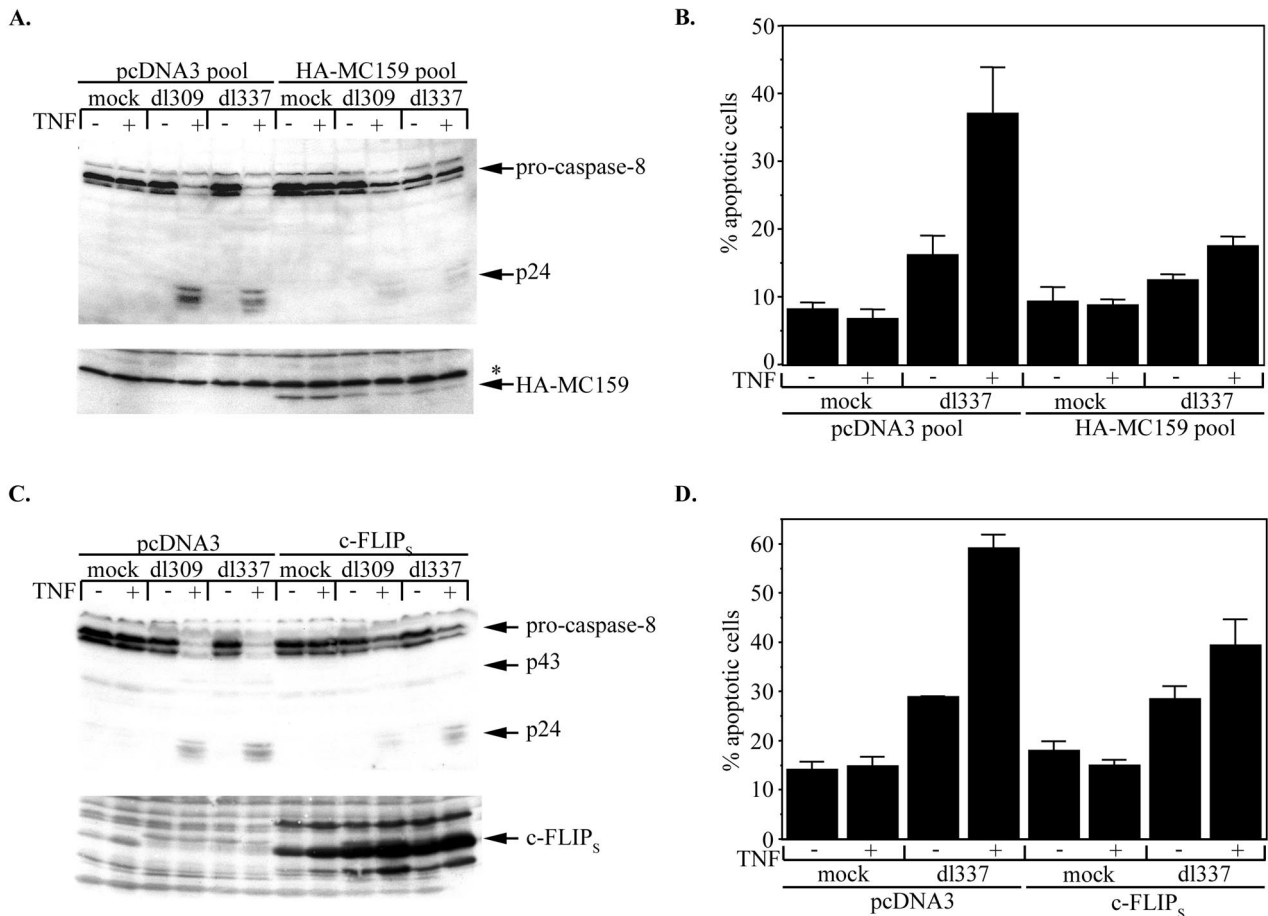 A.
pcDNA3 pool HA-MC159 pool
mock dl309 dl337 mock dl309 dl337
TNF - + - + - + - + - + - +
pro-caspase-8
p24
*
HA-MC159
B.
% apoptotic cells
50
40
30
20
10
0
TNF - + - + - + - +
mock dl337 mock dl337
pcDNA3 pool HA-MC159 pool
C.
pcDNA3 c-FLIPS
mock dl309 dl337 mock dl309 dl337
TNF - + - + - + - + - + - +
pro-caspase-8
p43
p24
c-FLIPS
D.
% apoptotic cells
60
50
40
30
20
10
0
TNF - + - + - + - +
mock dl337 mock dl337
pcDNA3 c-FLIPS